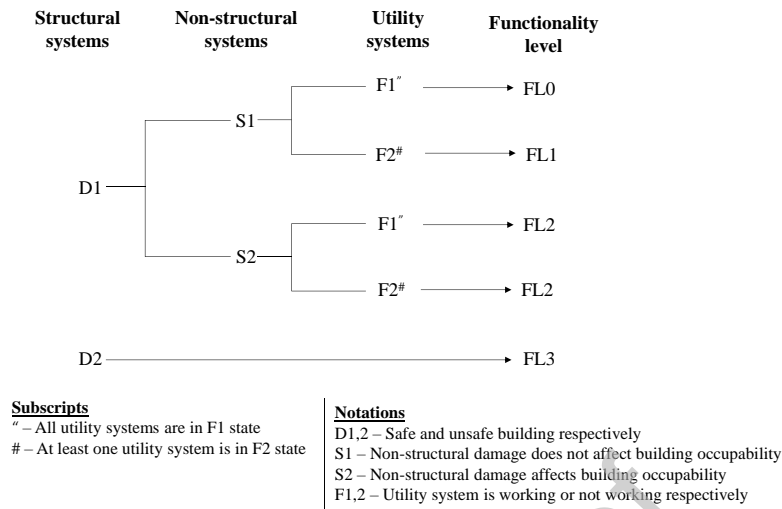 Structural systems
Non-structural systems
Utility systems
Functionality level
F1″
FL0
S1
F2#
FL1
D1
F1″
FL2
S2
F2#
FL2
D2
FL3
Subscripts
″ – All utility systems are in F1 state
# – At least one utility system is in F2 state
Notations
D1,2 – Safe and unsafe building respectively
S1 – Non-structural damage does not affect building occupability
S2 – Non-structural damage affects building occupability
F1,2 – Utility system is working or not working respectively